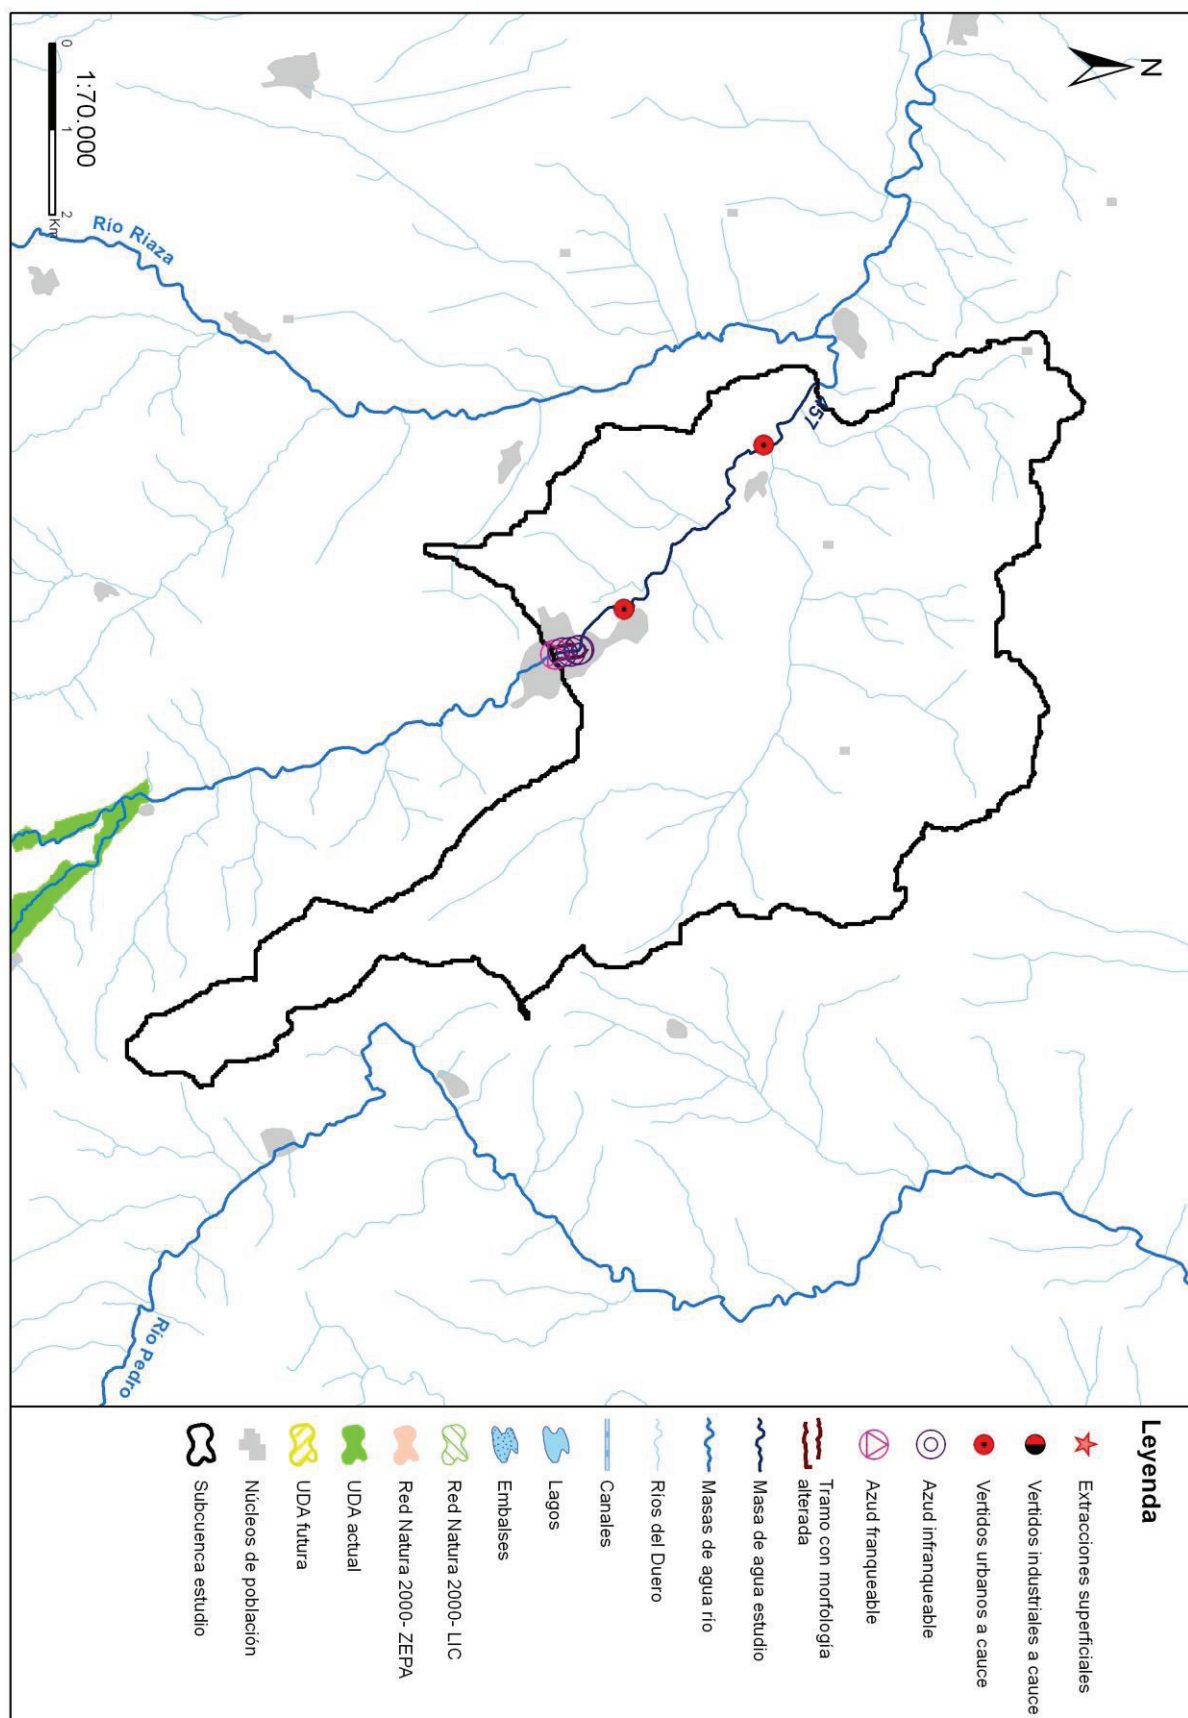 N
0
1
2
Km
1:70.000
Río Riaza
457
Río Pedro
Leyenda
Extracciones superficiales
Vertidos industriales a cauce
Vertidos urbanos a cauce
Azud infranqueable
Azud franqueable
Tramo con morfología
alterada
Masa de agua estudio
Masas de agua río
Ríos del Duero
Canales
Lagos
Embalses
Red Natura 2000- LIC
Red Natura 2000- ZEPA
UDA actual
UDA futura
Núcleos de población
Subcuenca estudio